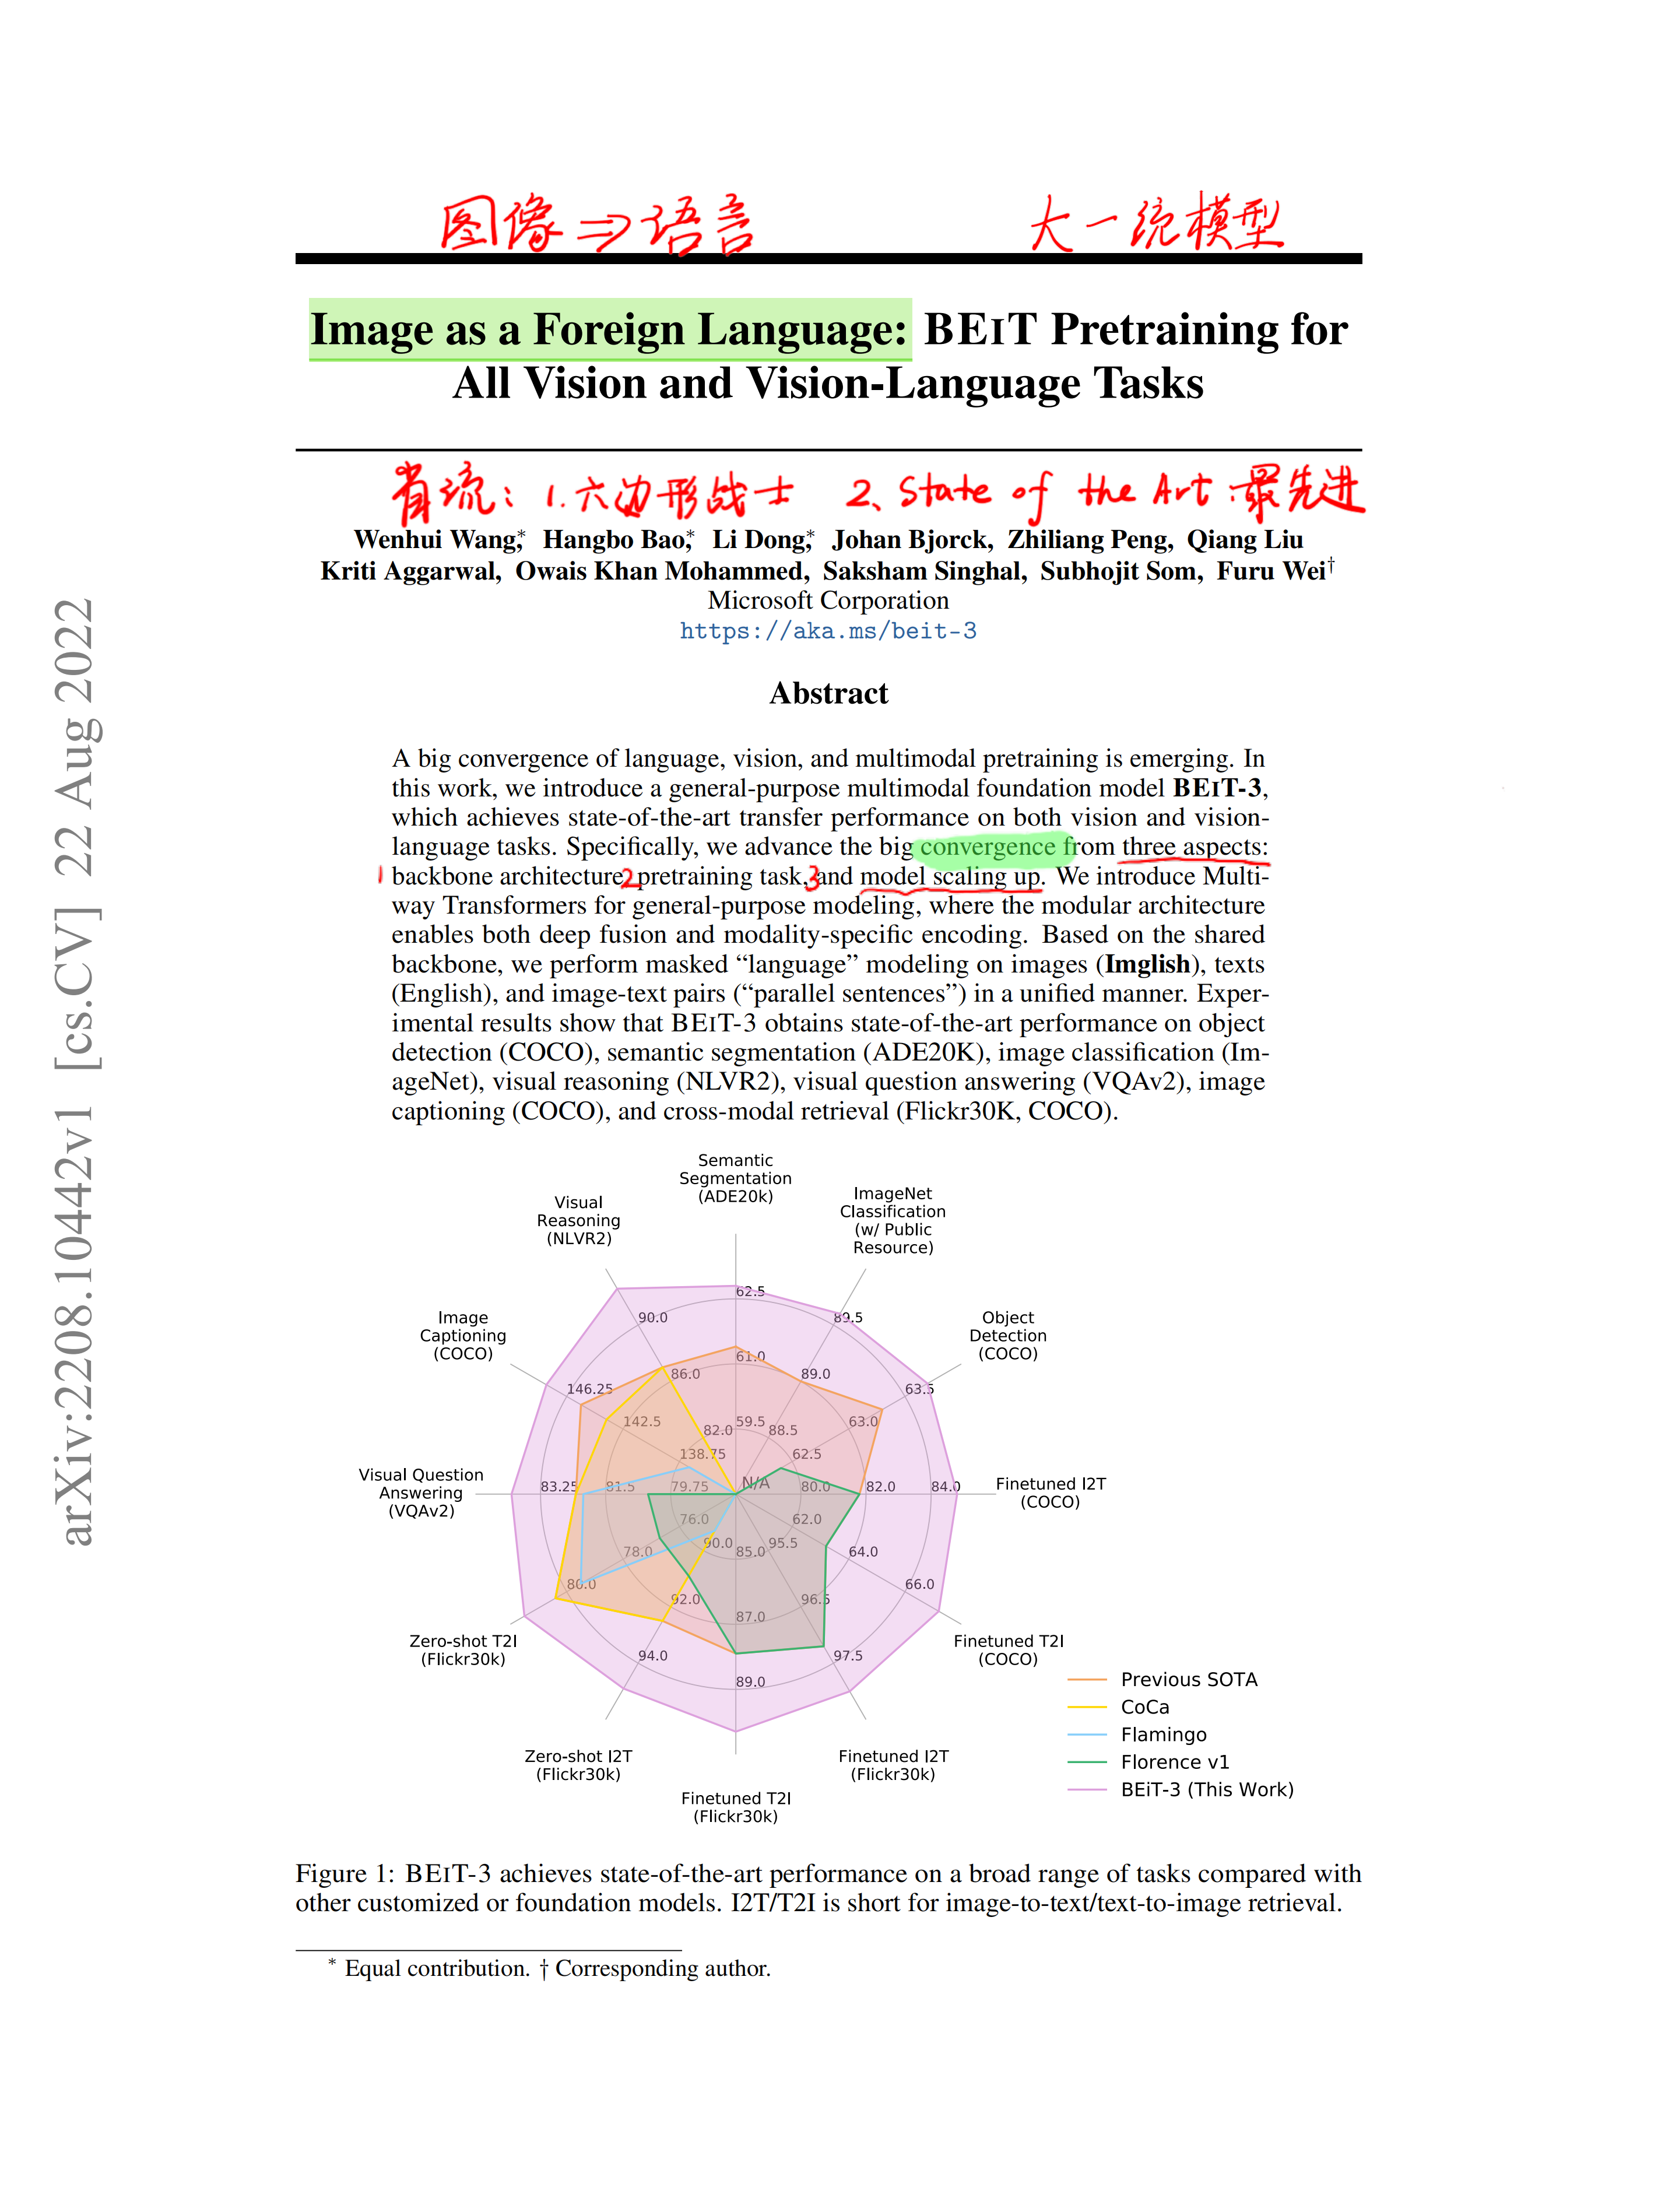 图像⇒语言 大一统模型
Image as a Foreign Language: BEIT Pretraining for
All Vision and Vision-Language Tasks
流: 1.六边形战士 2、State of the Art:最先进
Wenhui Wang,* Hangbo Bao,* Li Dong,* Johan Bjorck, Zhiliang Peng, Qiang Liu
Kriti Aggarwal, Owais Khan Mohammed, Saksham Singhal, Subhojit Som, Furu Wei†
Microsoft Corporation
https://aka.ms/beit-3
arXiv:2208.10442v1 [cs.CV] 22 Aug 2022
Abstract
A big convergence of language, vision, and multimodal pretraining is emerging. In
this work, we introduce a general-purpose multimodal foundation model BEIT-3,
which achieves state-of-the-art transfer performance on both vision and vision-
language tasks. Specifically, we advance the big convergence from three aspects:
1 backbone architecture, 2 pretraining task, 3 and model scaling up. We introduce Multi-
way Transformers for general-purpose modeling, where the modular architecture
enables both deep fusion and modality-specific encoding. Based on the shared
backbone, we perform masked “language” modeling on images (Imglish), texts
(English), and image-text pairs (“parallel sentences”) in a unified manner. Exper-
imental results show that BEIT-3 obtains state-of-the-art performance on object
detection (COCO), semantic segmentation (ADE20K), image classification (Im-
ageNet), visual reasoning (NLVR2), visual question answering (VQAv2), image
captioning (COCO), and cross-modal retrieval (Flickr30K, COCO).
Semantic
Segmentation
(ADE20k)
ImageNet
Classification
(w/ Public
Resource)
Visual
Reasoning
(NLVR2)
Object
Detection
(COCO)
Image
Captioning
(COCO)
62.5
90.0
89.5
61.0
86.0
89.0
146.25
63.5
142.5
82.0
59.5
88.5
63.0
138.75
62.5
Visual Question
Answering
(VQAv2)
83.25
81.5
79.75
N/A
80.0
82.0
84.0
Finetuned I2T
(COCO)
76.0
62.0
78.0
90.0
85.0
95.5
64.0
80.0
92.0
87.0
96.5
66.0
Zero-shot T2I
(Flickr30k)
94.0
89.0
97.5
Finetuned T2I
(COCO)
Zero-shot I2T
(Flickr30k)
Finetuned T2I
(Flickr30k)
Finetuned I2T
(Flickr30k)
Previous SOTA
CoCa
Flamingo
Florence v1
BEiT-3 (This Work)
Figure 1: BEIT-3 achieves state-of-the-art performance on a broad range of tasks compared with
other customized or foundation models. I2T/T2I is short for image-to-text/text-to-image retrieval.
* Equal contribution. † Corresponding author.